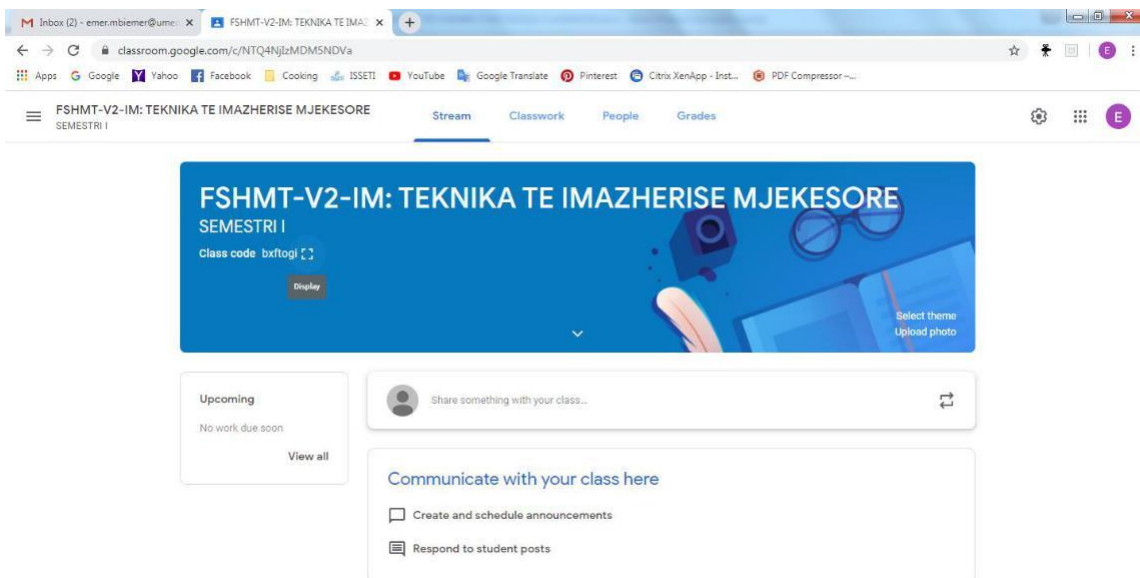 Inbox (2) - emer.mbiemer@ume
FSHMT-V2-IM: TEKNIKA TE IMAZ
classroom.google.com/c/NTQ4NjIzMDM5NDVa
Apps Google Yahoo Facebook Cooking ISSETI YouTube Google Translate Pinterest Citrix XenApp - Inst... PDF Compressor –...
FSHMT-V2-IM: TEKNIKA TE IMAZHERISE MJEKESORE
SEMESTRI I
Stream Classwork People Grades
E
FSHMT-V2-IM: TEKNIKA TE IMAZHERISE MJEKESORE
SEMESTRI I
Class code bxftogi
Display
Select theme
Upload photo
Upcoming
No work due soon
View all
Share something with your class...
Communicate with your class here
Create and schedule announcements
Respond to student posts